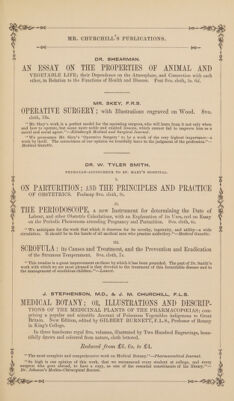 MR. CHURCHILL'S PUBLICATIONS.
DR. SHEARMAN.
AN ESSAY ON THE PROPERTIES OF ANIMAL AND
VEGETABLE LIFE; their Dependence on the Atmosphere, and Connection with each
other, in Relation to the Functions of Health and Disease. Post 8vo. cloth,
MR. SKEY, F.R.S.
OPERATIVE SURGERY; with Illustrations engraved on Wood. 8vo.
cloth, 18s.
"Mr. Skey's work is a perfect model for the operating surgeon, who will learn from it not only when
and how to operate, but some more noble and exalted lessons, which cannot fail to improve him as a
moral and social agent."—Edinburgh Medical and Surgical Journal.
"We pronounce Mr. Skey's 'Operative Surgery' to be a work of the very highest importance—a
work by itself. The correctness of our opinion we trustfully leave to the judgment of the profession."—
Medical Gazette.
DR. W. TYLER SMITH,
PHYSICIAN-ACCOUCHEUR TO ST. MARY'S HOSPITAL.
I.
ON PARTURITION; AND THE PRINCIPLES AND PRACTICE
OF OBSTETRICS. Foolscap 8vo. cloth,
II.
THE PERIODOSCOPE, a new Instrument for determining the Date of
Labour, and other Obstetric Calculations, with an Explanation of its Uses, and an Essay
on the Periodic Phenomena attending Pregnancy and Parturition. 8vo. cloth, 4s.
"We anticipate for the work that which it deserves for its novelty, ingenuity, and utility—a wide
circulation. It should be in the hands of all medical men who practise midwifery."—Medical Gazette.
III.
SCROFULA: its Causes and Treatment, and the Prevention and Eradication
of the Strumous Temperament. 8vo. cloth, 7s.
"This treatise is a great improvement on those by which it has been preceded. The part of Dr. Smith's
work with which we are most pleased is that devoted to the treatment of this formidable disease and to
the management of scrofulous children."—Lancet.
J. STEPHENSON, M.D., & J. M. CHURCHILL, F.L.S.
MEDICAL BOTANY; OR, ILLUSTRATIONS AND DESCRIP-
TIONS OF THE MEDICINAL PLANTS OF THE PHARMACOPŒIAS; com-
prising a popular and scientific Account of Poisonous Vegetables indigenous to Great
Britain. New Edition, edited by GILBERT BURNETT, F.L.S., Professor of Botany
in King's College.
In three handsome royal 8vo. volumes, illustrated by Two Hundred Engravings, beau-
tifully drawn and coloured from nature, cloth lettered.
Reduced from £6. 6s. to £4.
"The most complete and comprehensive work on Medical Botany."—Pharmaceutical Journal.
"So high is our opinion of this work, that we recommend every student at college, and every
surgeon who goes abroad, to have a copy, as one of the essential constituents of his library."—
Dr. Johnson's Medico-Chirurgical Review.